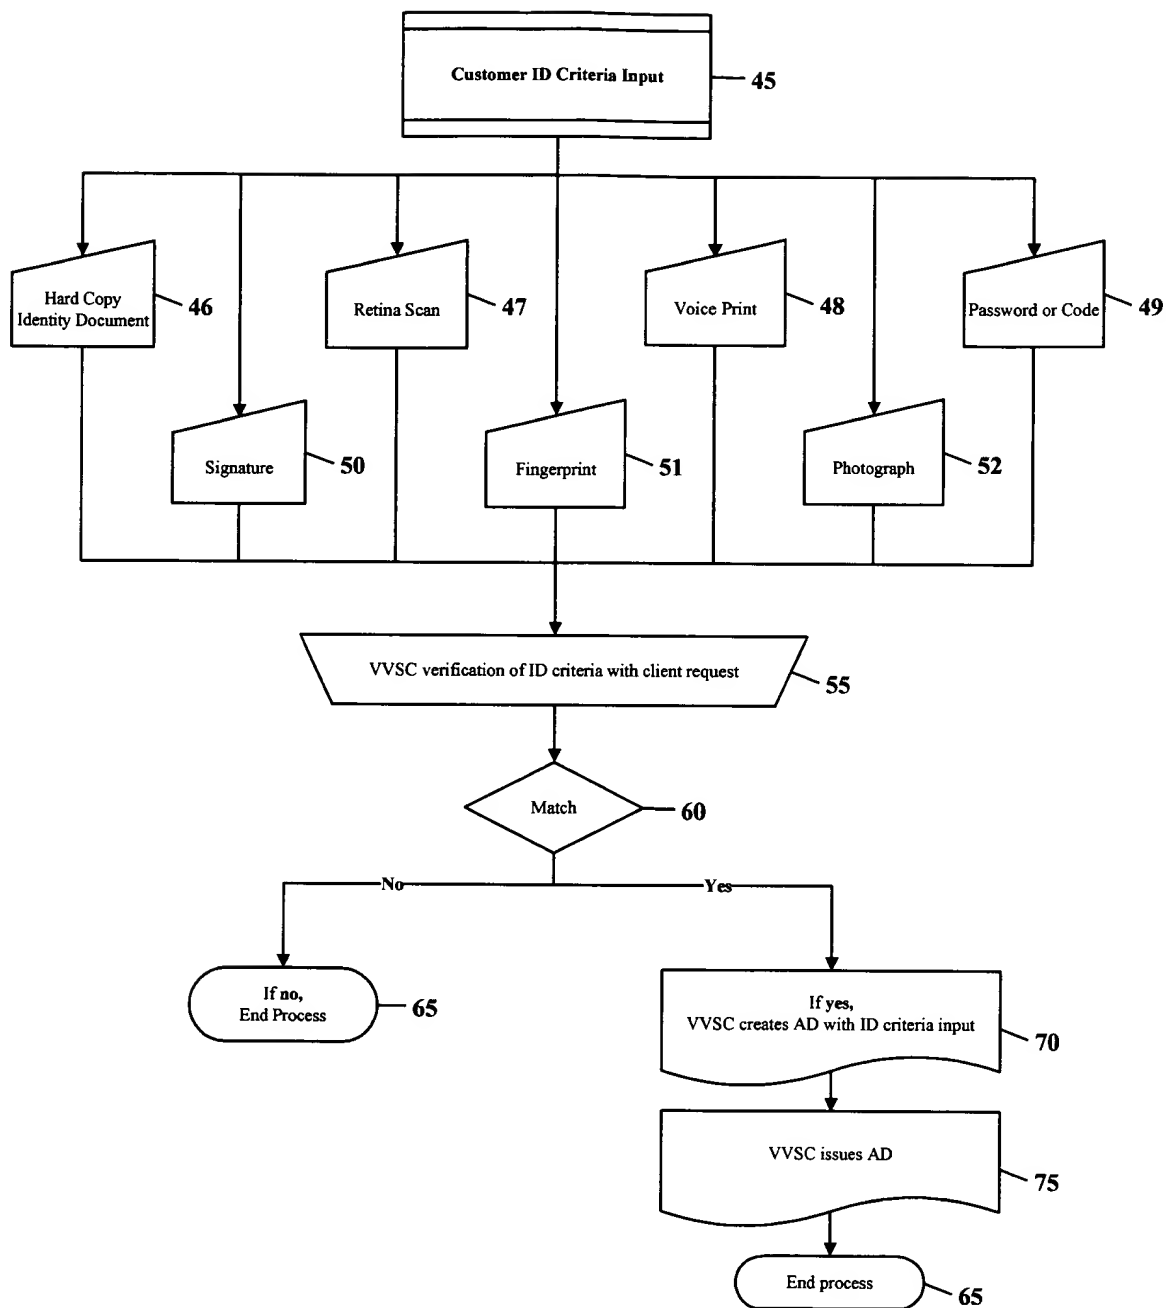 Customer ID Criteria Input
45
Hard Copy
Identity Document
46
Retina Scan
47
Voice Print
48
Password or Code
49
Signature
50
Fingerprint
51
Photograph
52
VVSC verification of ID criteria with client request
55
Match
60
No
Yes
If no,
End Process
65
If yes,
VVSC creates AD with ID criteria input
70
VVSC issues AD
75
End process
65